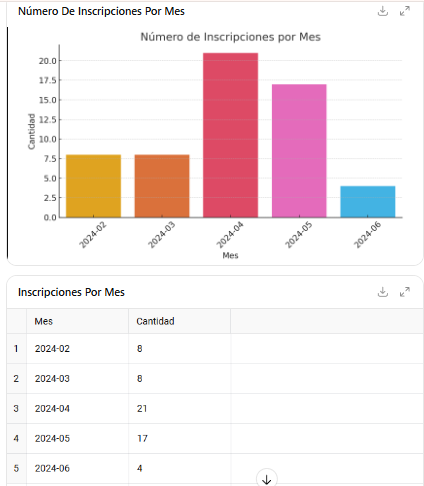 Número De Inscripciones Por Mes
Número de Inscripciones por Mes
20.0
17.5
15.0
12.5
10.0
7.5
5.0
2.5
0.0
Cantidad
2024-02 2024-03 2024-04 2024-05 2024-06
Mes
Inscripciones Por Mes
Mes Cantidad
1 2024-02 8
2 2024-03 8
3 2024-04 21
4 2024-05 17
5 2024-06 4